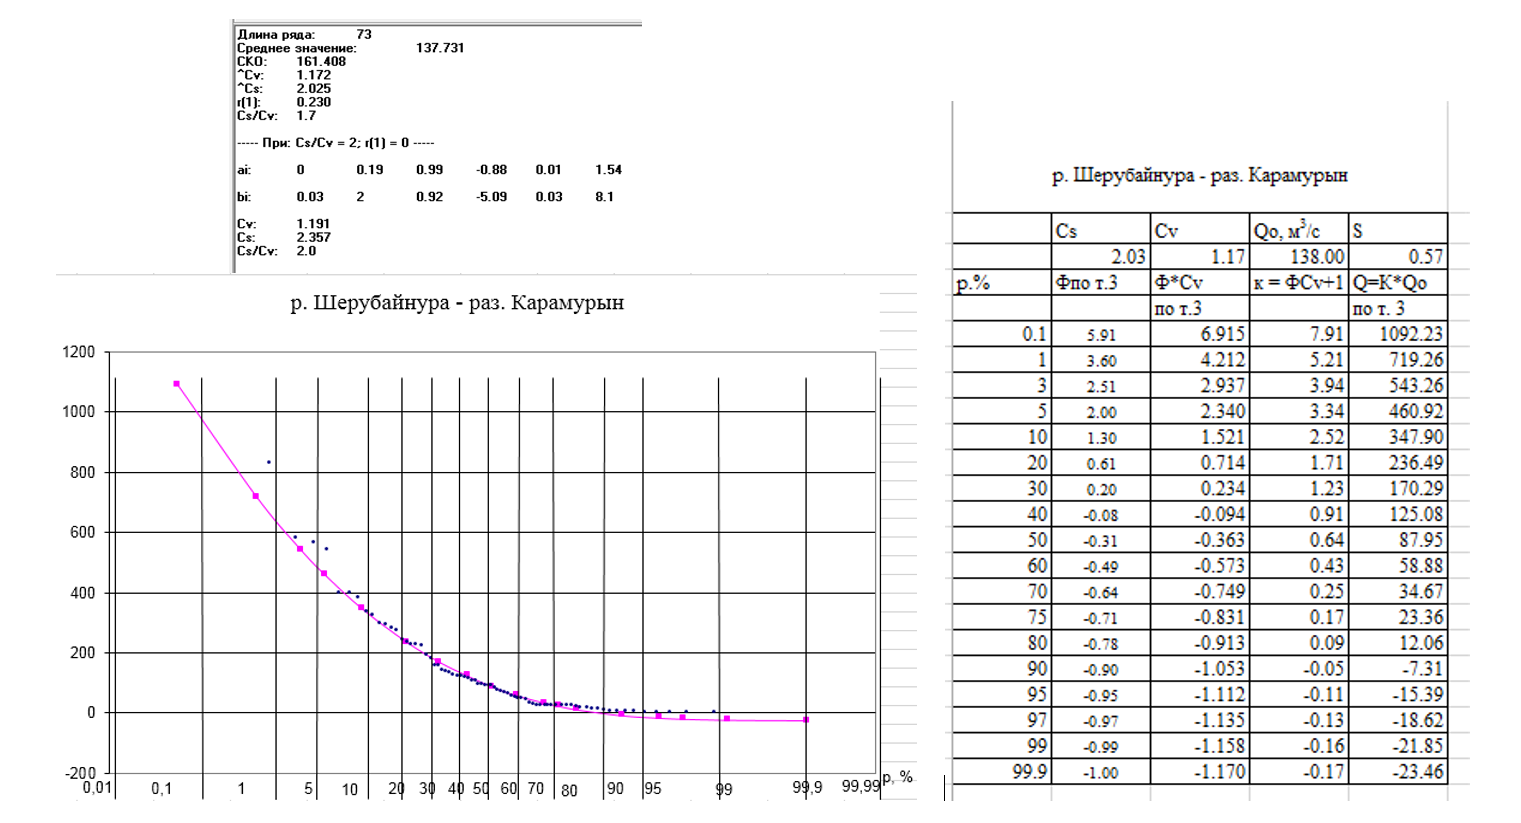 Длина ряда: 73
Среднее значение: 137.731
СКО: 161.408
^Cv: 1.172
^Cs: 2.025
r(1): 0.230
Cs/Cv: 1.7
----- При: Cs/Cv = 2; r(1) = 0 -----
ai: 0 0.19 0.99 -0.88 0.01 1.54
bi: 0.03 2 0.92 -5.09 0.03 8.1
Cv: 1.191
Cs: 2.357
Cs/Cv: 2.0
р. Шерубайнура - раз. Карамурын
1200
1000
800
600
400
200
0
-200
0,01 0,1 1 5 10 20 30 40 50 60 70 80 90 95 99 99,9 99,99 р, %
р. Шерубайнура - раз. Карамурын
Cs Cv Qo, м³/с S
2.03 1.17 138.00 0.57
р.% Фпо т.3 Ф*Cv к = ФCv+1 Q=K*Qo
по т.3 по т. 3
0.1 5.91 6.915 7.91 1092.23
1 3.60 4.212 5.21 719.26
3 2.51 2.937 3.94 543.26
5 2.00 2.340 3.34 460.92
10 1.30 1.521 2.52 347.90
20 0.61 0.714 1.71 236.49
30 0.20 0.234 1.23 170.29
40 -0.08 -0.094 0.91 125.08
50 -0.31 -0.363 0.64 87.95
60 -0.49 -0.573 0.43 58.88
70 -0.64 -0.749 0.25 34.67
75 -0.71 -0.831 0.17 23.36
80 -0.78 -0.913 0.09 12.06
90 -0.90 -1.053 -0.05 -7.31
95 -0.95 -1.112 -0.11 -15.39
97 -0.97 -1.135 -0.13 -18.62
99 -0.99 -1.158 -0.16 -21.85
99.9 -1.00 -1.170 -0.17 -23.46